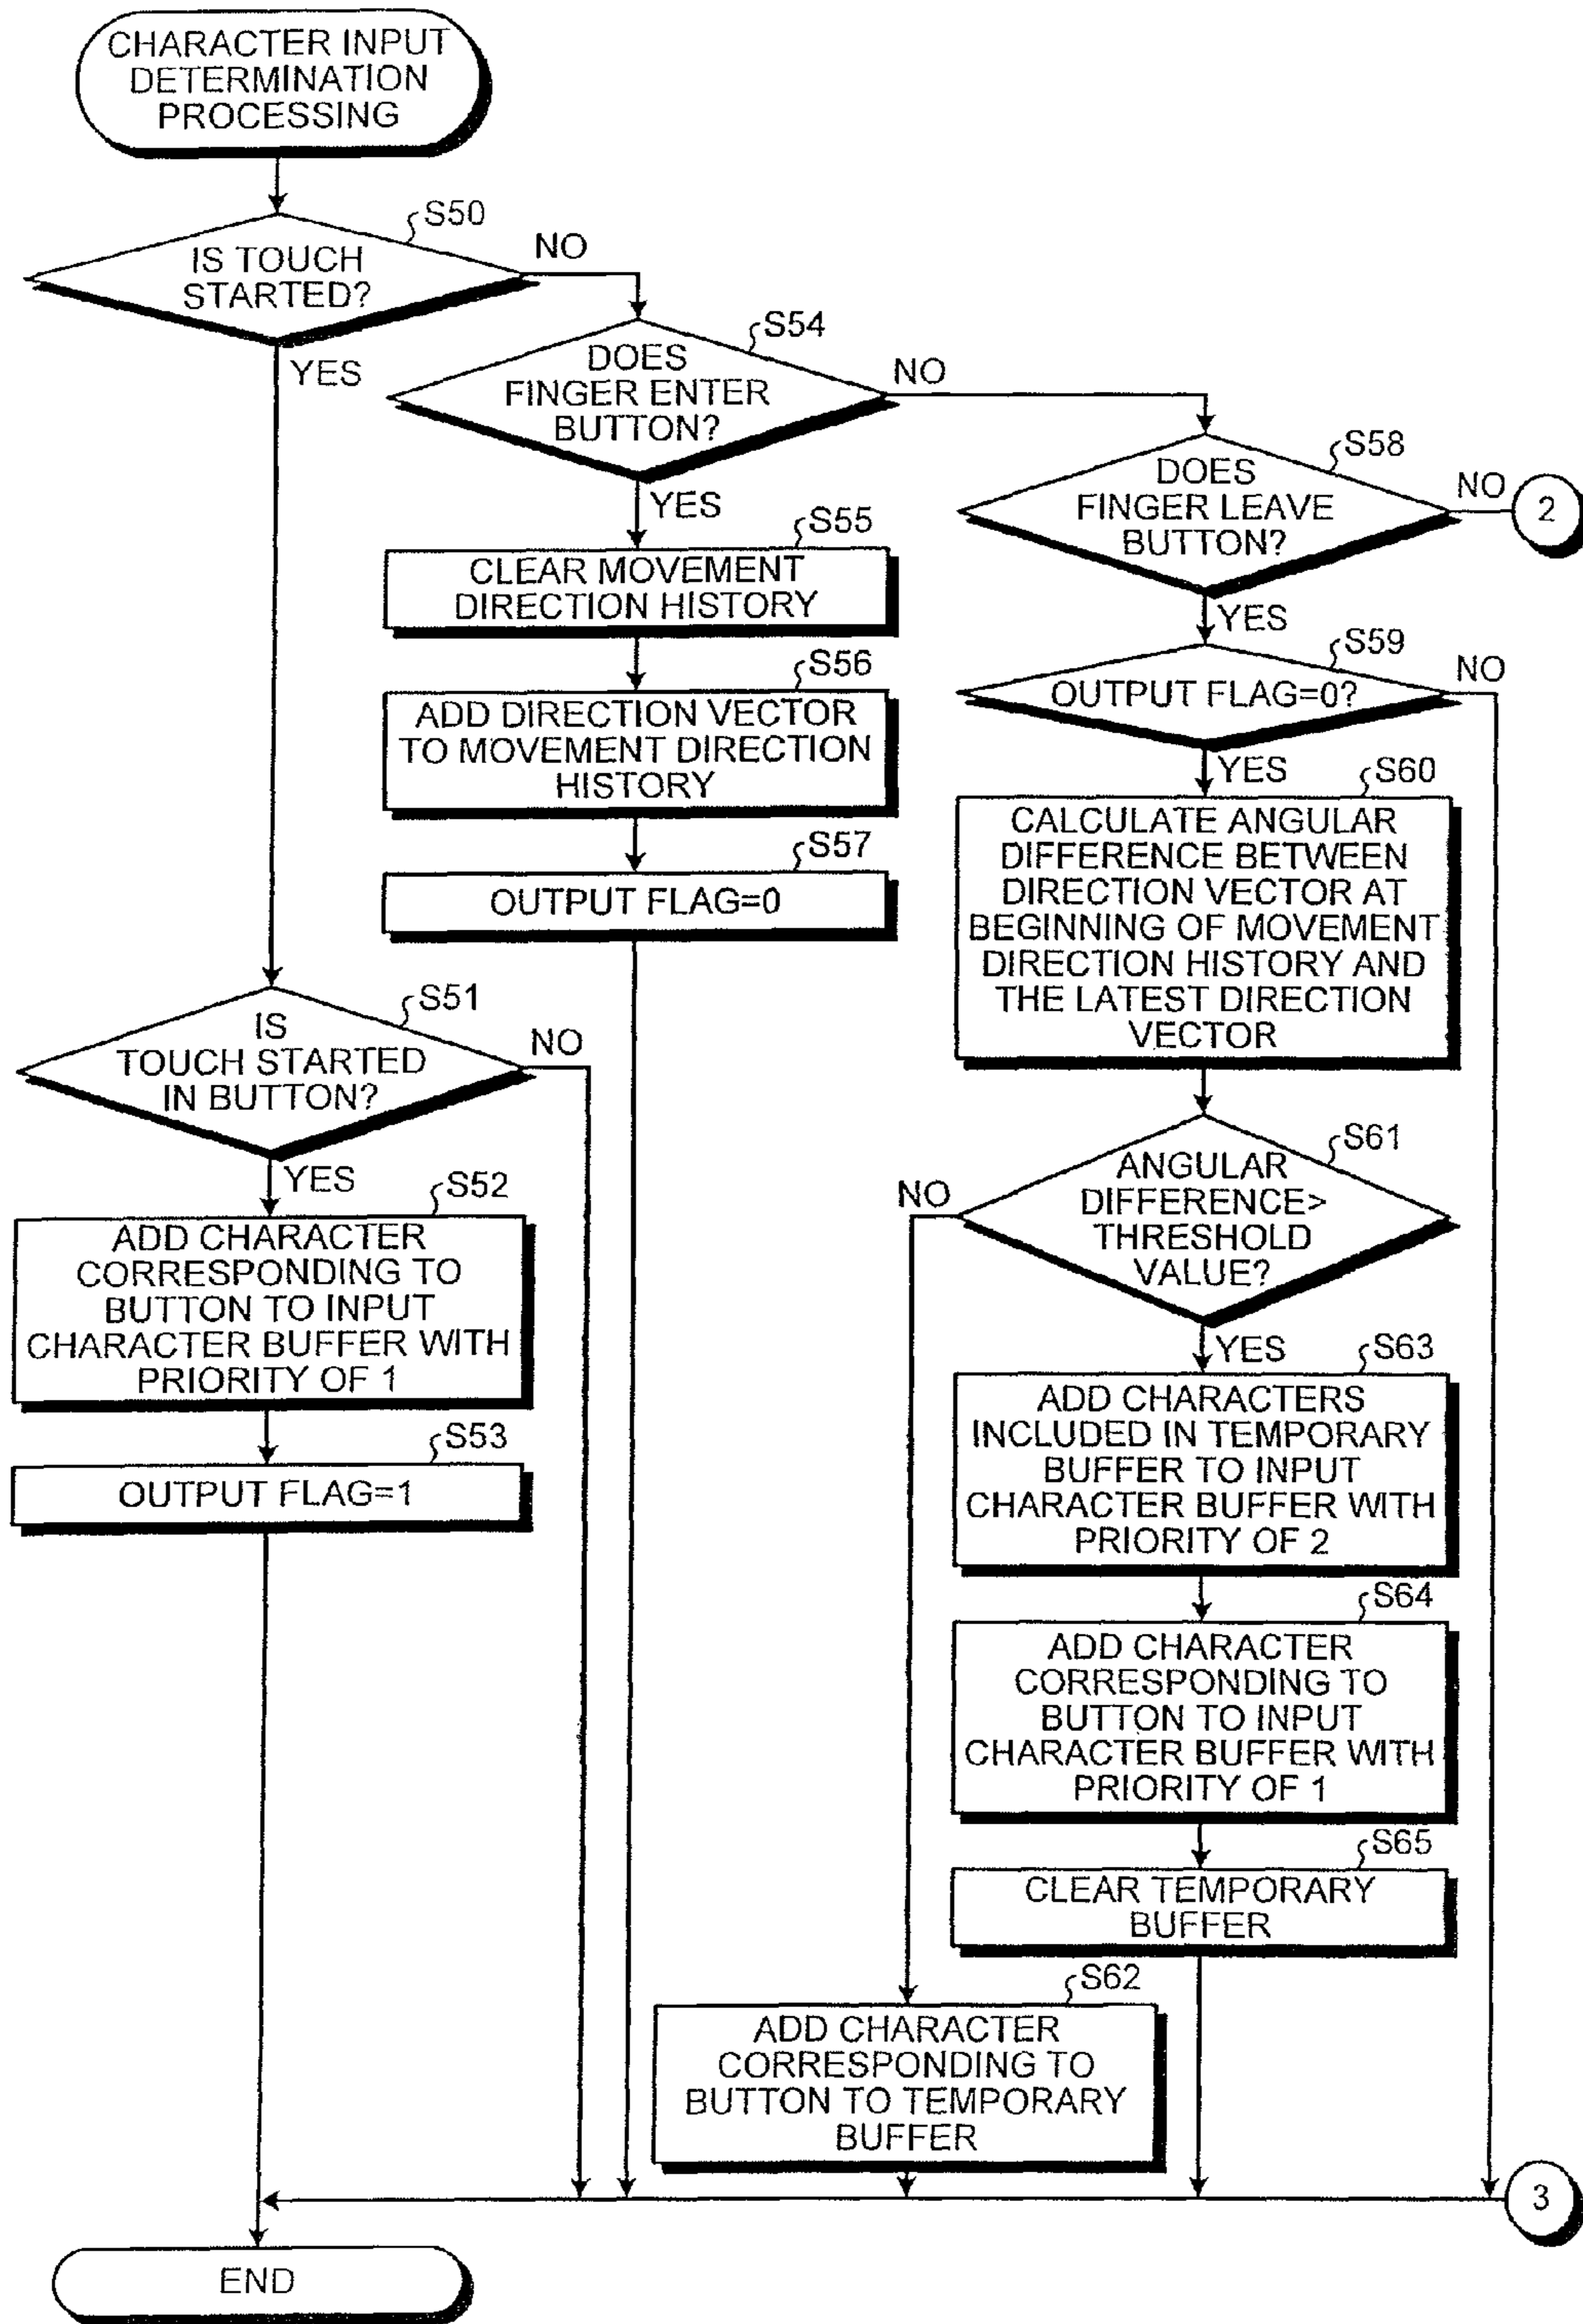 CHARACTER INPUT
DETERMINATION
PROCESSING
S50
IS TOUCH
STARTED?
NO
YES
S54
DOES
FINGER ENTER
BUTTON?
NO
YES
S58
DOES
FINGER LEAVE
BUTTON?
NO
2
YES
S55
CLEAR MOVEMENT
DIRECTION HISTORY
S56
ADD DIRECTION VECTOR
TO MOVEMENT DIRECTION
HISTORY
S57
OUTPUT FLAG=0
S59
OUTPUT FLAG=0?
NO
YES
S60
CALCULATE ANGULAR
DIFFERENCE BETWEEN
DIRECTION VECTOR AT
BEGINNING OF MOVEMENT
DIRECTION HISTORY AND
THE LATEST DIRECTION
VECTOR
S51
IS
TOUCH STARTED
IN BUTTON?
NO
YES
S52
ADD CHARACTER
CORRESPONDING TO
BUTTON TO INPUT
CHARACTER BUFFER WITH
PRIORITY OF 1
S53
OUTPUT FLAG=1
S61
ANGULAR
DIFFERENCE>
THRESHOLD
VALUE?
NO
YES
S63
ADD CHARACTERS
INCLUDED IN TEMPORARY
BUFFER TO INPUT
CHARACTER BUFFER WITH
PRIORITY OF 2
S64
ADD CHARACTER
CORRESPONDING TO
BUTTON TO INPUT
CHARACTER BUFFER WITH
PRIORITY OF 1
S65
CLEAR TEMPORARY
BUFFER
S62
ADD CHARACTER
CORRESPONDING TO
BUTTON TO TEMPORARY
BUFFER
3
END